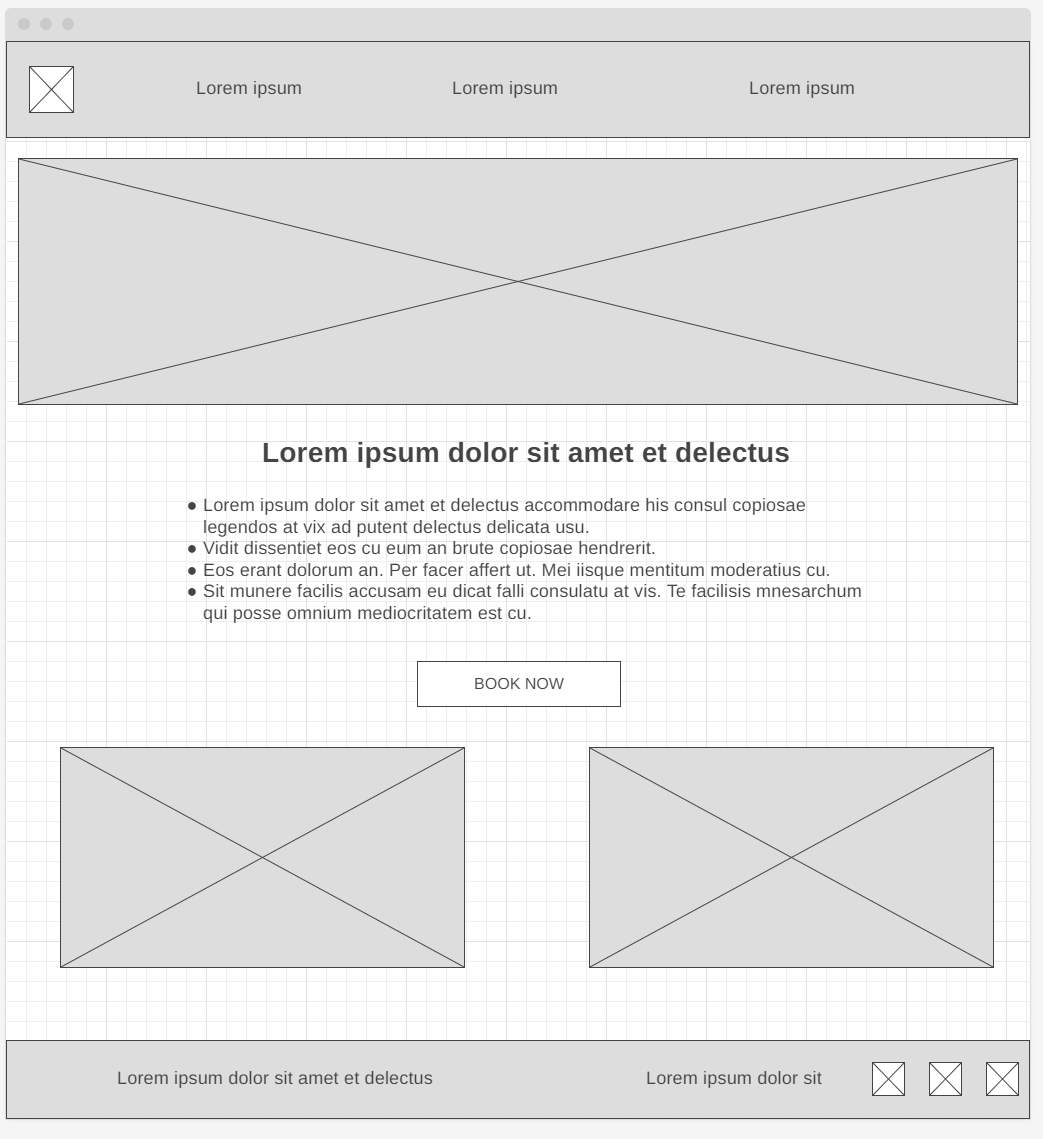 Lorem ipsum
Lorem ipsum
Lorem ipsum
Lorem ipsum dolor sit amet et delectus
● Lorem ipsum dolor sit amet et delectus accommodare his consul copiosae
legendos at vix ad putent delectus delicata usu.
● Vidit dissentiet eos cu eum an brute copiosae hendrerit.
● Eos erant dolorum an. Per facer affert ut. Mei iisque mentitum moderatius cu.
● Sit munere facilis accusam eu dicat falli consulatu at vis. Te facilisis mnesarchum
qui posse omnium mediocritatem est cu.
BOOK NOW
Lorem ipsum dolor sit amet et delectus
Lorem ipsum dolor sit